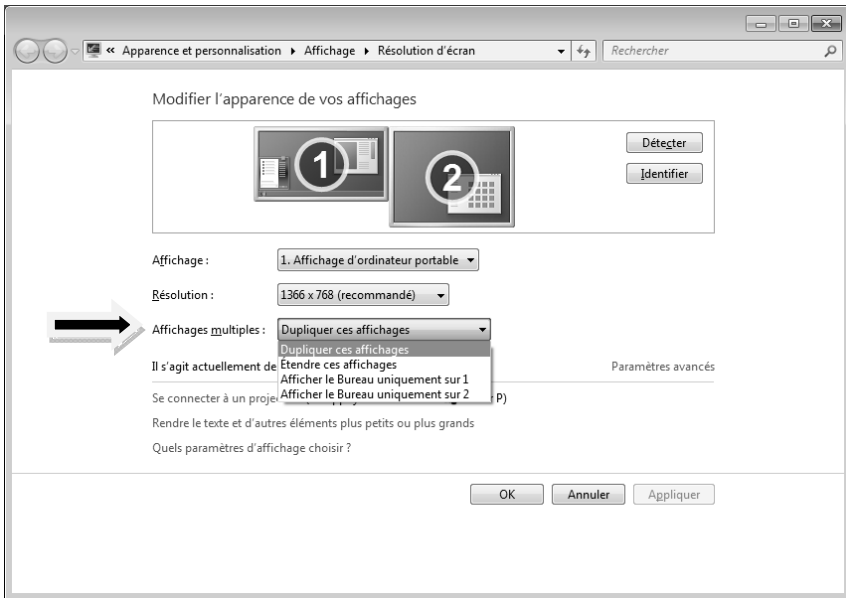 « Apparence et personnalisation ▸ Affichage ▸ Résolution d'écran
Rechercher
Modifier l'apparence de vos affichages
1
2
Détecter
Identifier
Affichage :
1. Affichage d'ordinateur portable
Résolution :
1366 x 768 (recommandé)
Affichages multiples :
Dupliquer ces affichages
Dupliquer ces affichages
Étendre ces affichages
Afficher le Bureau uniquement sur 1
Afficher le Bureau uniquement sur 2
Il s'agit actuellement de
Paramètres avancés
Se connecter à un proje P)
Rendre le texte et d'autres éléments plus petits ou plus grands
Quels paramètres d'affichage choisir ?
OK
Annuler
Appliquer